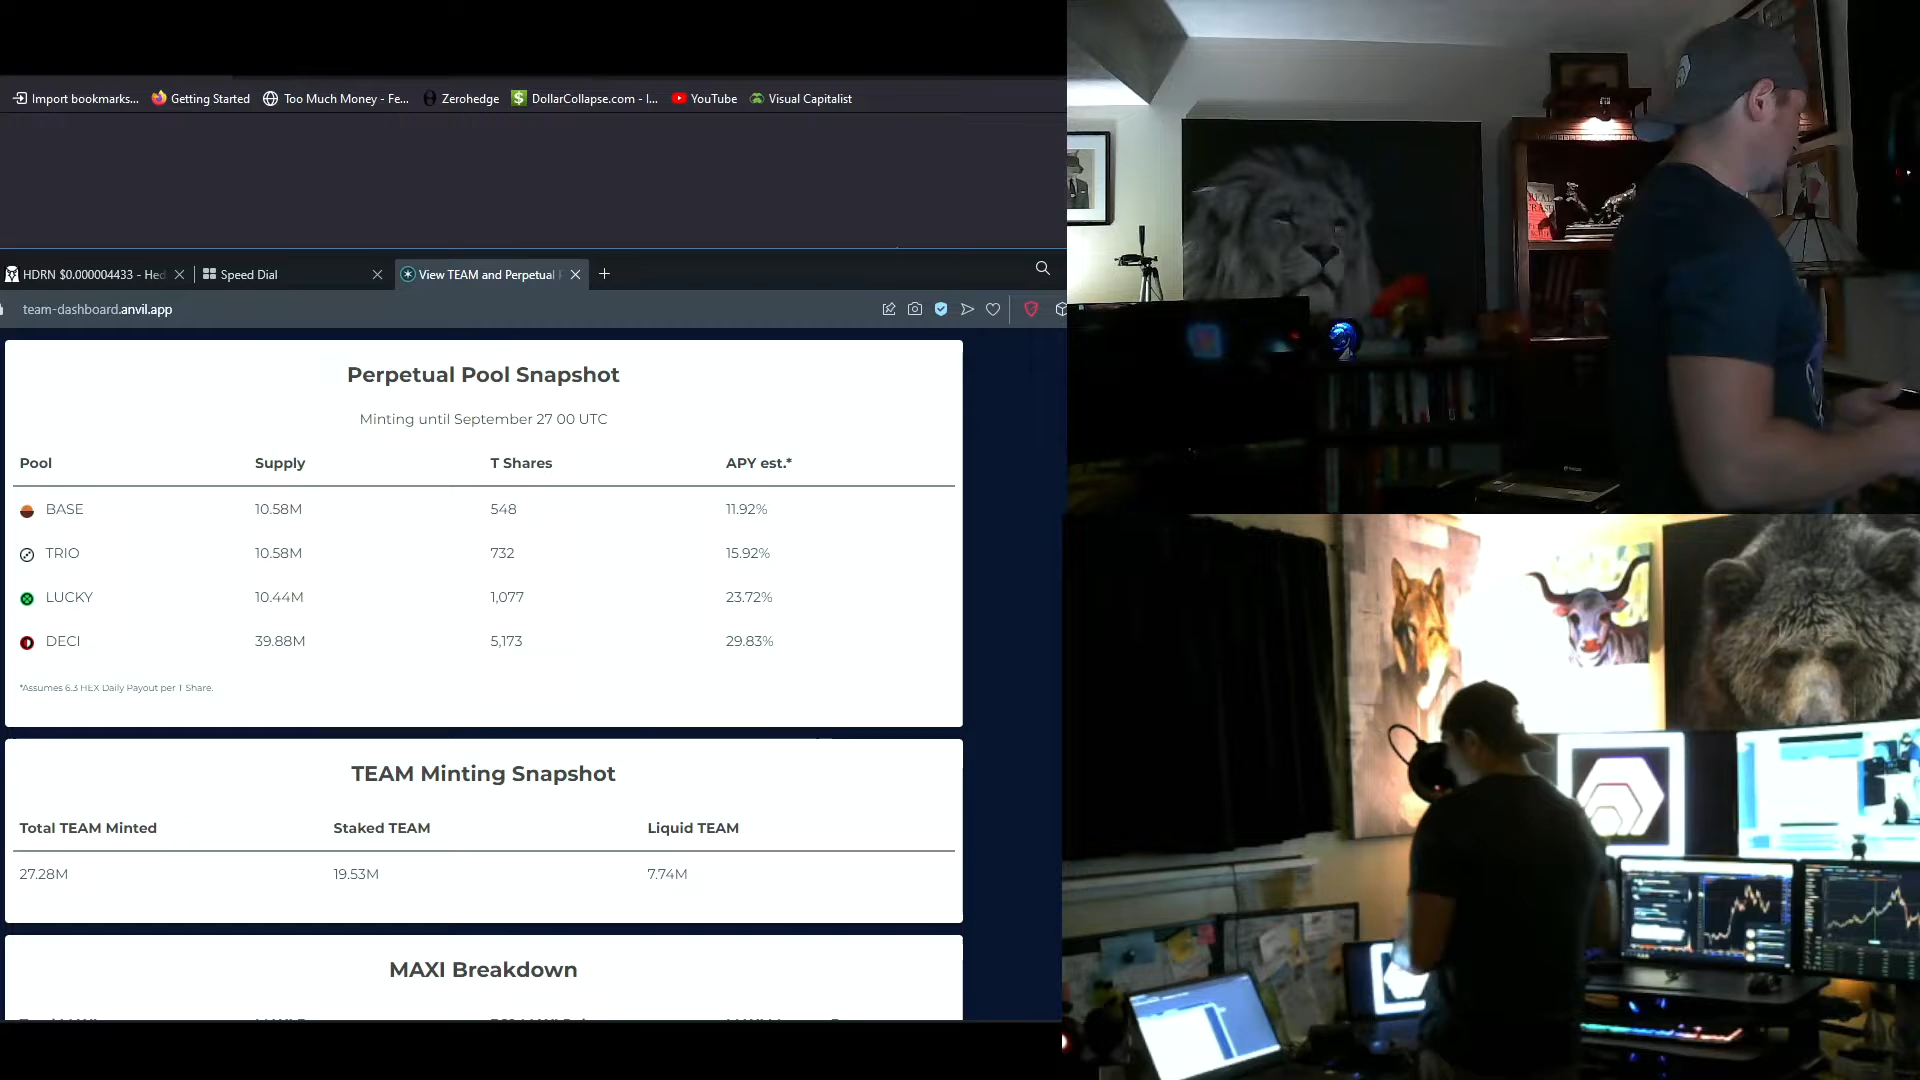 Import bookmarks...
Getting Started
Too Much Money - Fe...
Zerohedge
DollarCollapse.com - I...
YouTube
Visual Capitalist
HDRN $0.000004433 - Hed
Speed Dial
View TEAM and Perpetual
team-dashboard.anvil.app
Perpetual Pool Snapshot
Minting until September 27 00 UTC
Pool Supply T Shares APY est.*
BASE 10.58M 548 11.92%
TRIO 10.58M 732 15.92%
LUCKY 10.44M 1,077 23.72%
DECI 39.88M 5,173 29.83%
*Assumes 6.3 HEX Daily Payout per T Share.
TEAM Minting Snapshot
Total TEAM Minted Staked TEAM Liquid TEAM
27.28M 19.53M 7.74M
MAXI Breakdown
REAL
CRASH